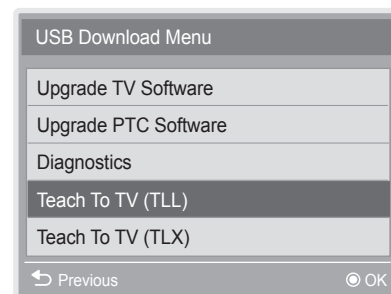 USB Download Menu
Upgrade TV Software
Upgrade PTC Software
Diagnostics
Teach To TV (TLL)
Teach To TV (TLX)
Previous OK